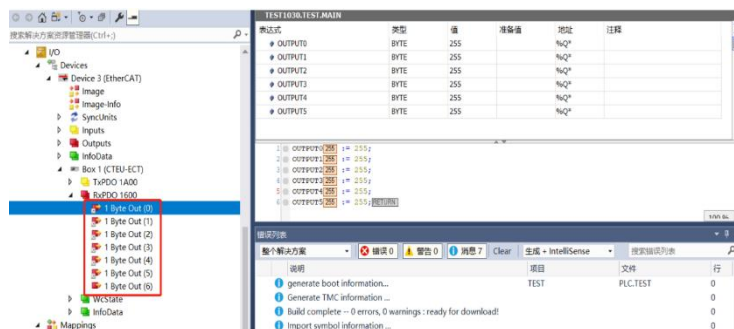 搜索解决方案资源管理器(Ctrl+;)
I/O
Devices
Device 3 (EtherCAT)
Image
Image-Info
SyncUnits
Inputs
Outputs
InfoData
Box 1 (CTEU-ECT)
TxPDO 1A00
RxPDO 1600
1 Byte Out (0)
1 Byte Out (1)
1 Byte Out (2)
1 Byte Out (3)
1 Byte Out (4)
1 Byte Out (5)
1 Byte Out (6)
WcState
InfoData
Mappings
TEST1030.TEST.MAIN
表达式 类型 值 准备值 地址 注释
OUTPUT0 BYTE 255 %Q*
OUTPUT1 BYTE 255 %Q*
OUTPUT2 BYTE 255 %Q*
OUTPUT3 BYTE 255 %Q*
OUTPUT4 BYTE 255 %Q*
OUTPUT5 BYTE 255 %Q*
1 OUTPUT0 255 := 255;
2 OUTPUT1 255 := 255;
3 OUTPUT2 255 := 255;
4 OUTPUT3 255 := 255;
5 OUTPUT4 255 := 255;
6 OUTPUT5 255 := 255; RETURN
100 %
错误列表
整个解决方案 错误 0 警告 0 消息 7 Clear 生成 + IntelliSense 搜索错误列表
说明 项目 文件 行
generate boot information... TEST PLC.TEST 0
Generate TMC information ... 0
Build complete -- 0 errors, 0 warnings : ready for download! 0
Import symbol information ... 0